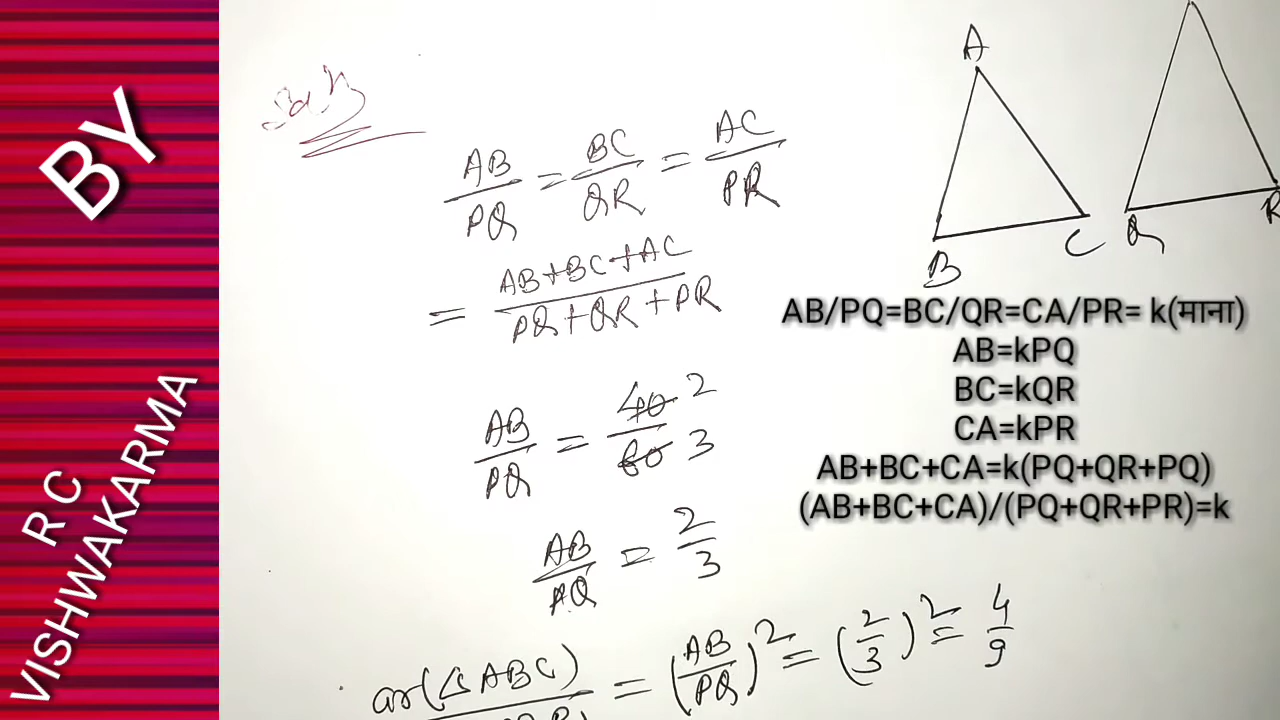 BY
R C
VISHWAKARMA
AB/PQ = BC/QR = AC/PR
= AB+BC+AC/PQ+QR+PR
AB/PQ = 40/60 2/3
AB/PQ = 2/3
ar(△ABC) = (AB/PQ)² = (2/3)² = 4/9
A
B
C
Q
R
AB/PQ=BC/QR=CA/PR= k(माना)
AB=kPQ
BC=kQR
CA=kPR
AB+BC+CA=k(PQ+QR+PQ)
(AB+BC+CA)/(PQ+QR+PR)=k